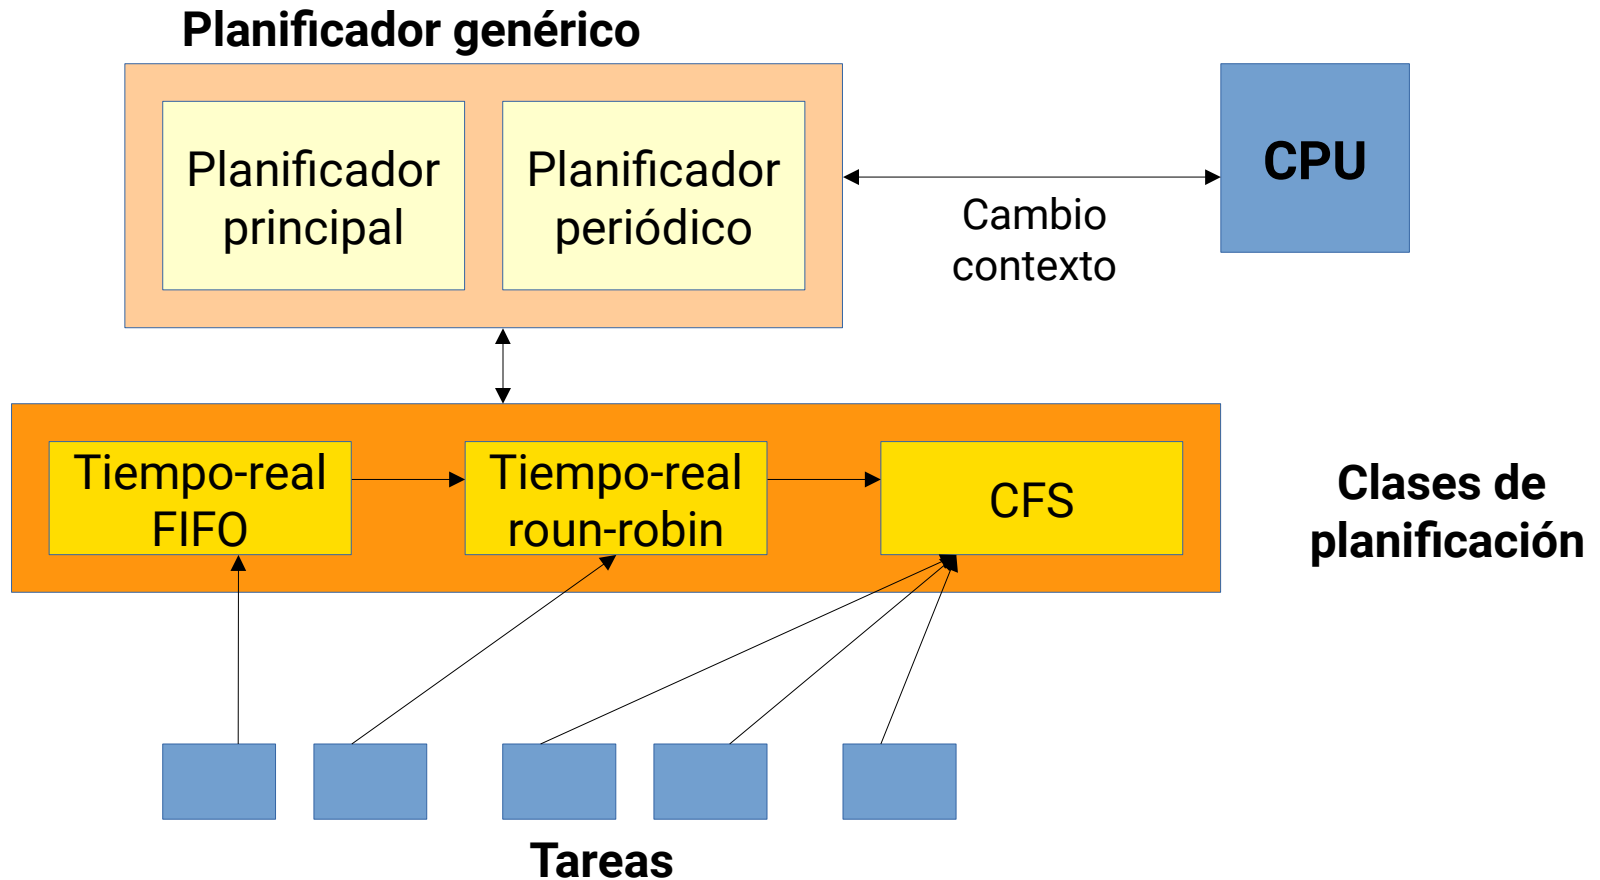 Planificador genérico
Planificador
principal
Planificador
periódico
CPU
Cambio
contexto
Tiempo-real
FIFO
Tiempo-real
roun-robin
CFS
Clases de
planificación
Tareas